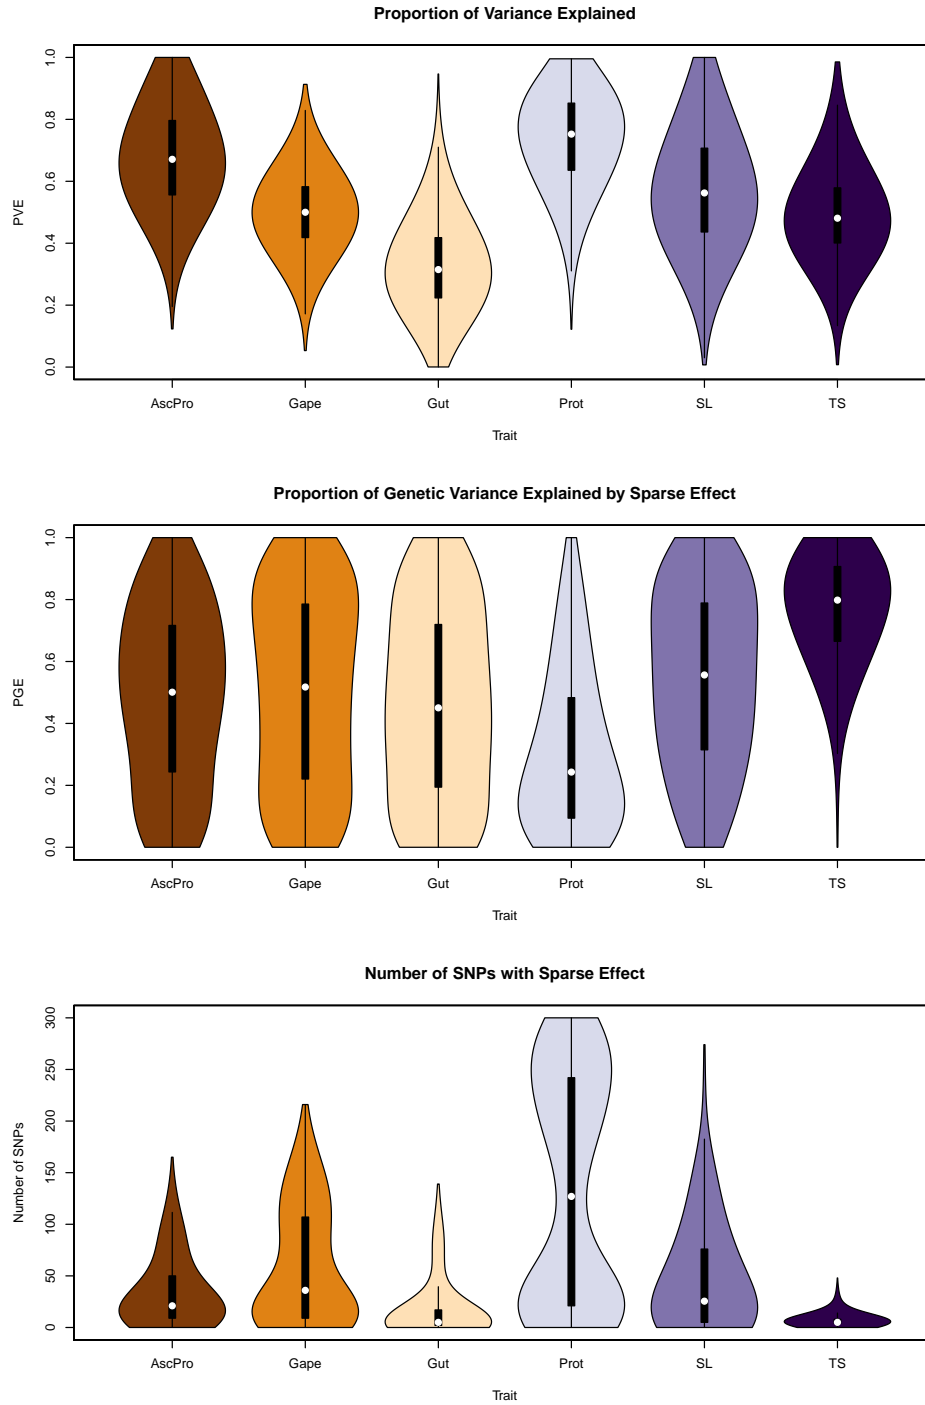 Proportion of Variance Explained
PVE
1.0
0.8
0.6
0.4
0.2
0.0
AscPro Gape Gut Prot SL TS
Trait
Proportion of Genetic Variance Explained by Sparse Effect
PGE
1.0
0.8
0.6
0.4
0.2
0.0
AscPro Gape Gut Prot SL TS
Trait
Number of SNPs with Sparse Effect
Number of SNPs
300
250
200
150
100
50
0
AscPro Gape Gut Prot SL TS
Trait